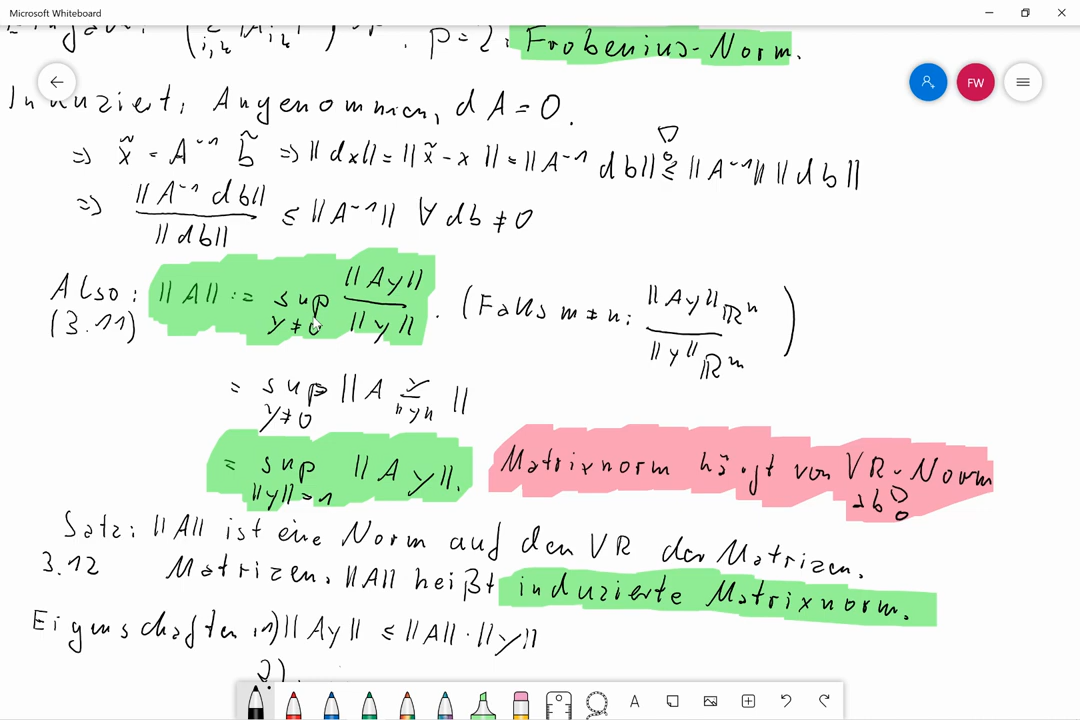 Microsoft Whiteboard
p = 2: Frobenius-Norm.
FW
Induziert: Angenommen, dA = 0.
=> x̃ = A⁻¹ b̃ => ||dx|| = ||x̃ - x|| = ||A⁻¹ db|| ≤ ||A⁻¹|| ||db||
=> ||A⁻¹ db|| / ||db|| ≤ ||A⁻¹|| ∀ db ≠ 0
Also: ||A|| := sup y≠0 ||Ay|| / ||y||. (Falls m ≠ n: ||Ay||ℝⁿ / ||y||ℝᵐ)
(3.11)
= sup y≠0 ||A y/||y|| ||
= sup ||y||=1 ||Ay||. Matrixnorm hängt von VR-Norm
ab!
Satz: ||A|| ist eine Norm auf den VR der Matrizen.
3.12 Matrizen. ||A|| heißt induzierte Matrixnorm.
Eigenschaften: 1) ||Ay|| ≤ ||A|| · ||y||
2)
A